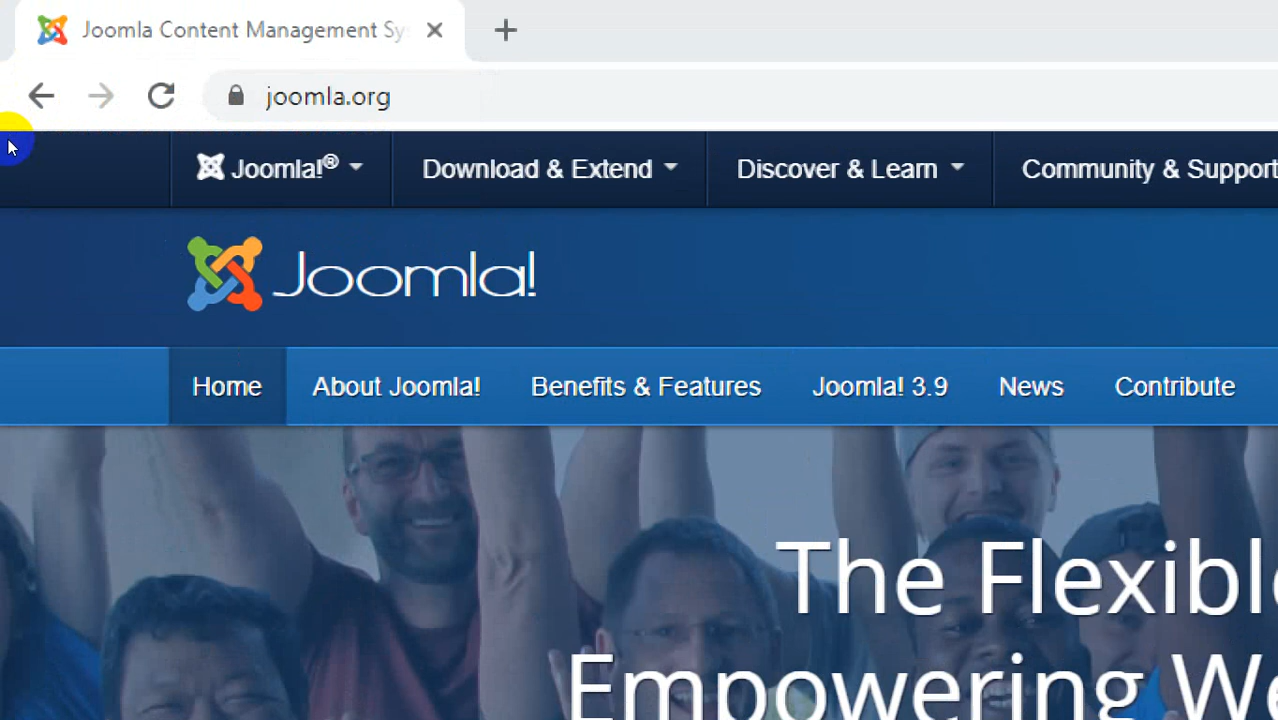 Joomla Content Management Sy
joomla.org
Joomla!® Download & Extend Discover & Learn Community & Support
Joomla!
Home About Joomla! Benefits & Features Joomla! 3.9 News Contribute
The Flexible
Empowering We